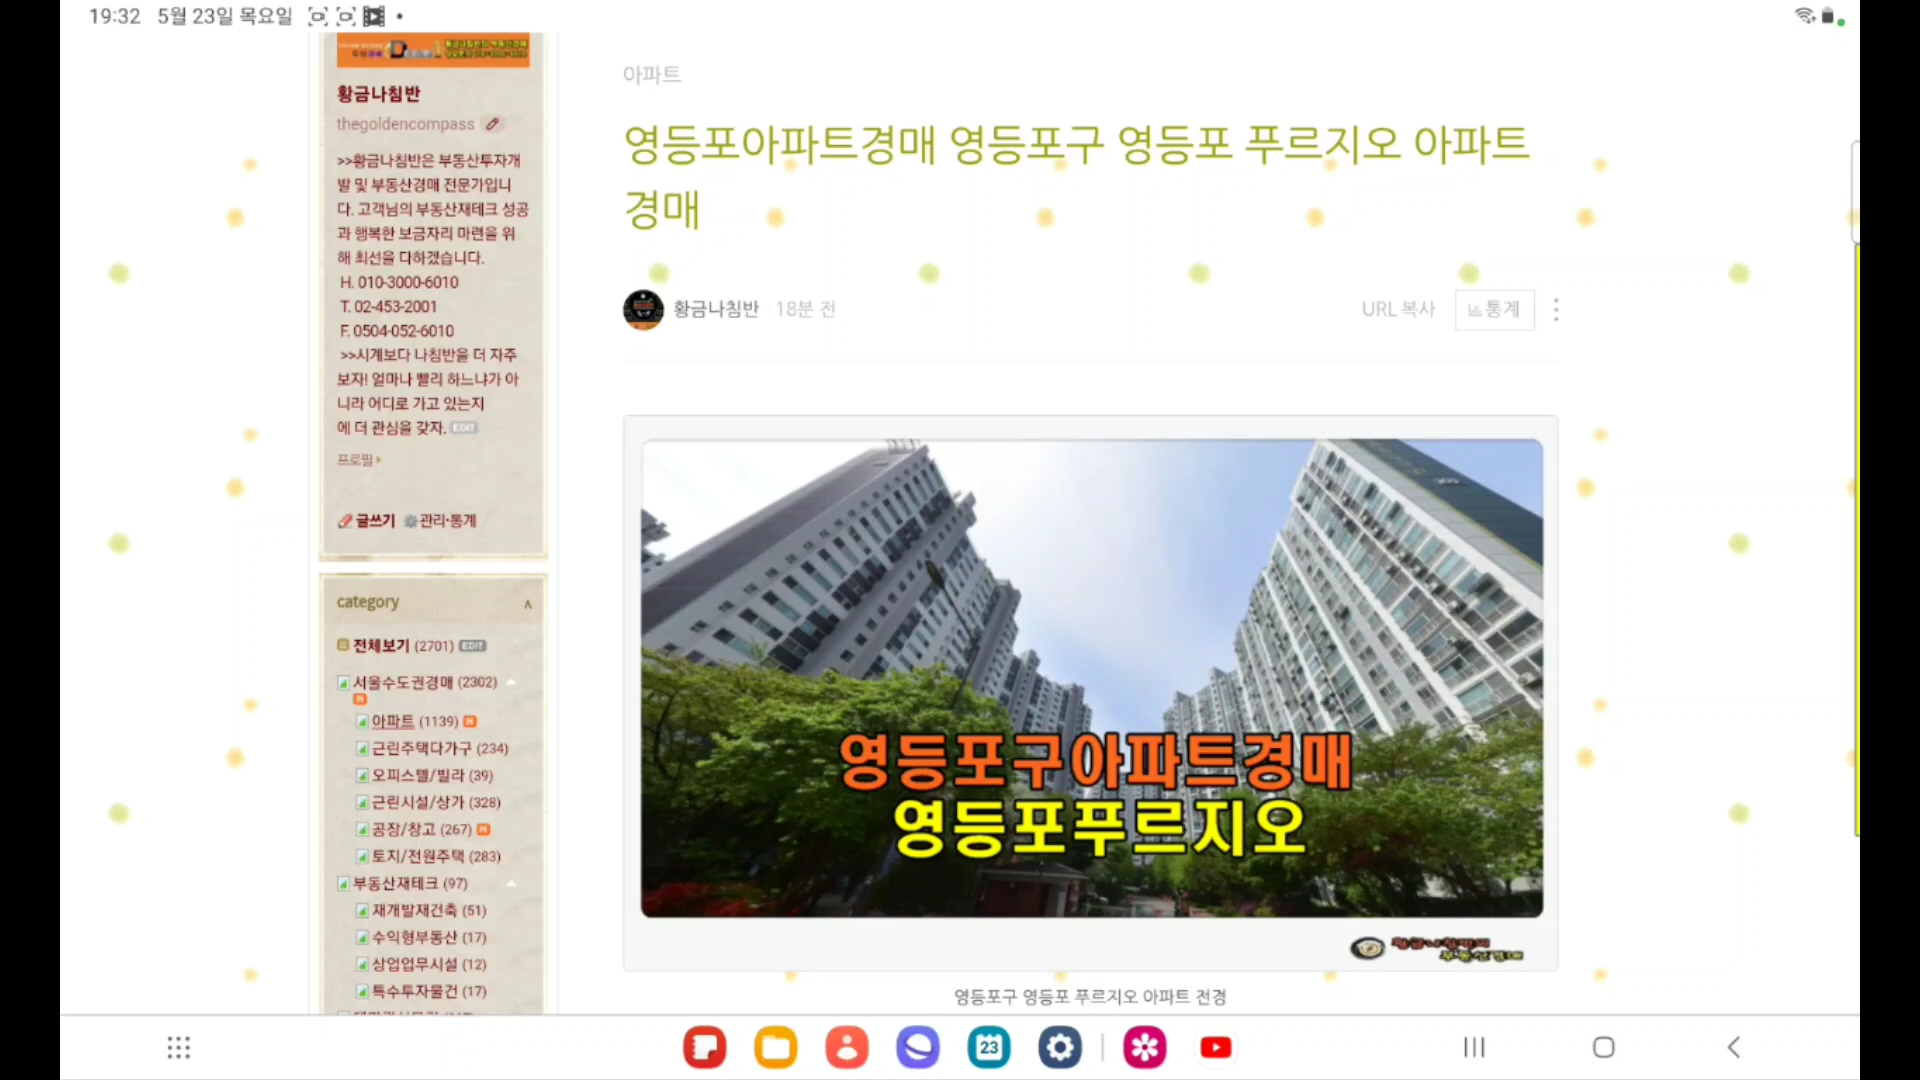 19:32 5월 23일 목요일
황금나침반
thegoldencompass
>>황금나침반은 부동산투자개
발 및 부동산경매 전문가입니
다. 고객님의 부동산재테크 성공
과 행복한 보금자리 마련을 위
해 최선을 다하겠습니다.
H. 010-3000-6010
T. 02-453-2001
F. 0504-052-6010
>>시계보다 나침반을 더 자주
보자! 얼마나 빨리 하느냐가 아
니라 어디로 가고 있는지
에 더 관심을 갖자. EDIT
프로필
글쓰기 관리·통계
category
전체보기 (2701) EDIT
서울수도권경매 (2302)
N
아파트 (1139) N
근린주택다가구 (234)
오피스텔/빌라 (39)
근린시설/상가 (328)
공장/창고 (267) N
토지/전원주택 (283)
부동산재테크 (97)
재개발재건축 (51)
수익형부동산 (17)
상업업무시설 (12)
특수투자물건 (17)
아파트
영등포아파트경매 영등포구 영등포 푸르지오 아파트
경매
황금나침반 · 18분 전
URL 복사 통계
영등포구아파트경매
영등포푸르지오
황금나침반의
부동산경매
영등포구 영등포 푸르지오 아파트 전경
23